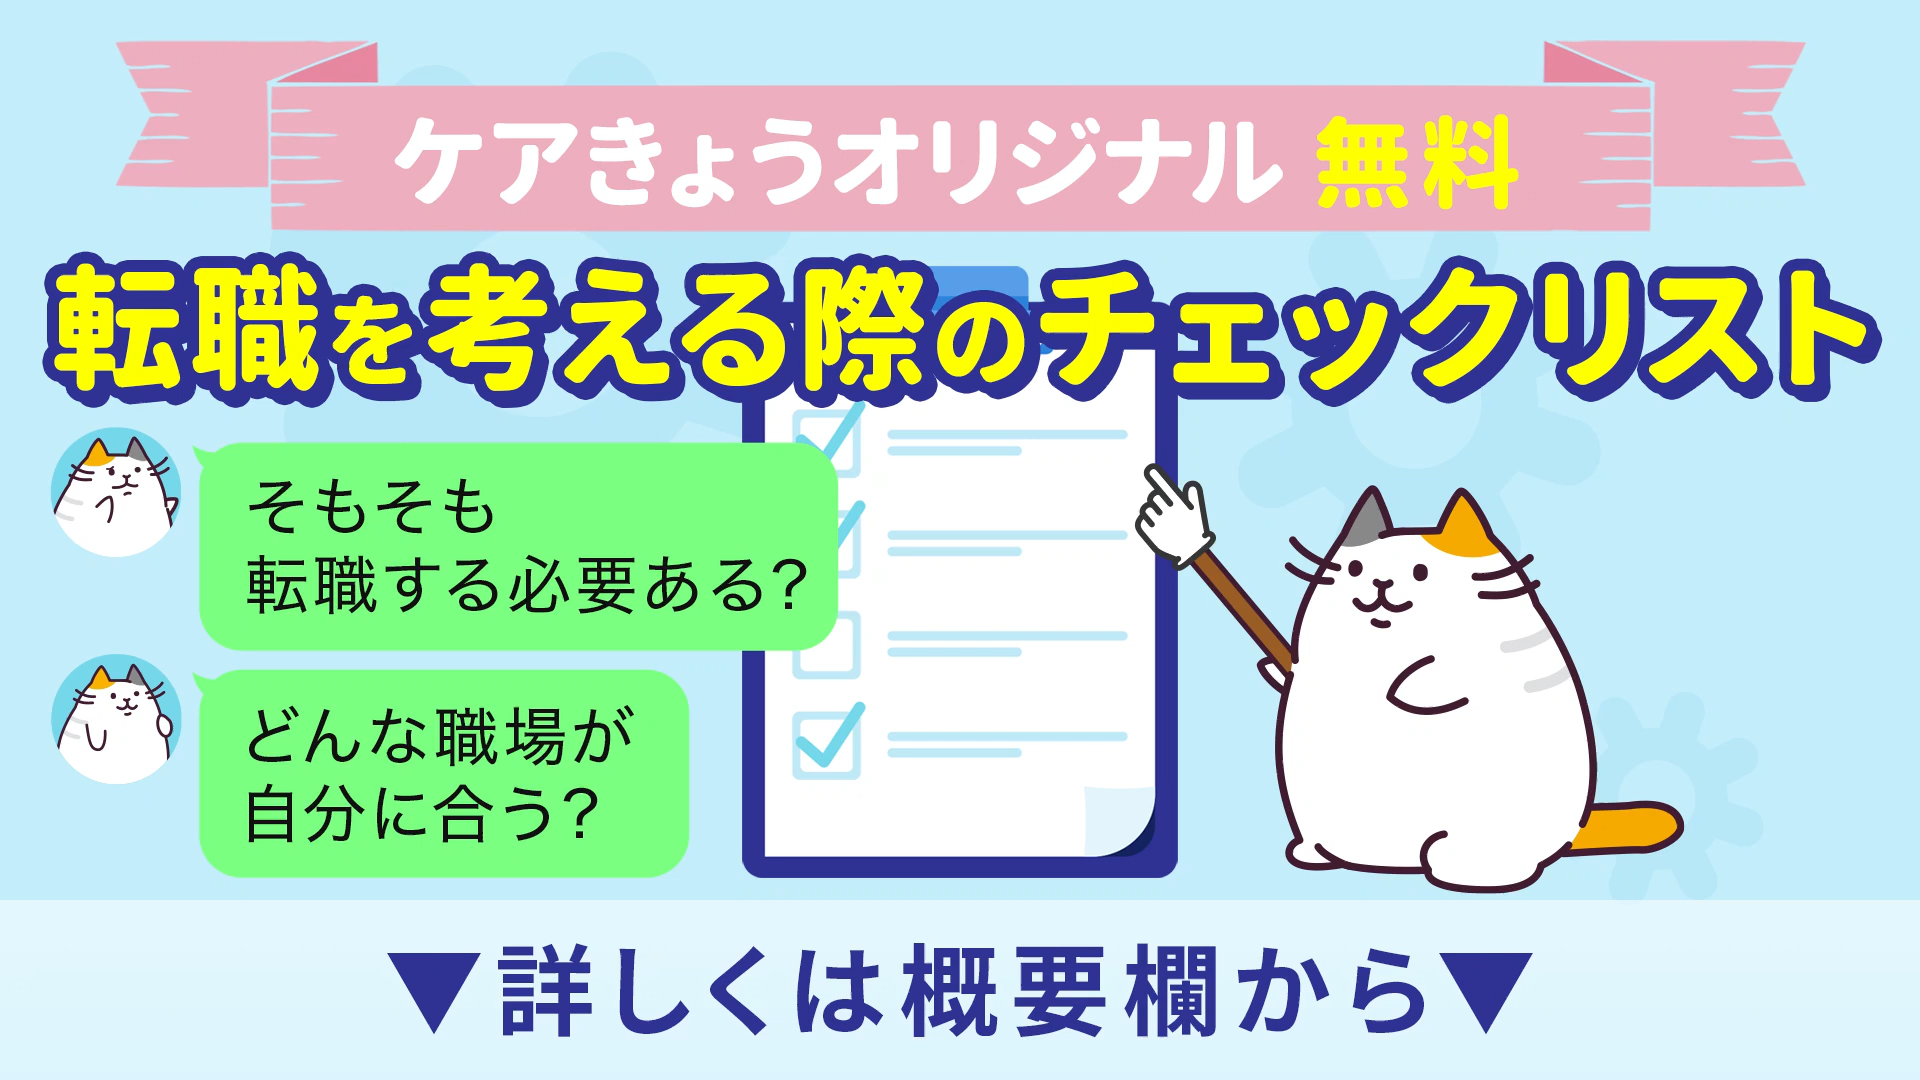 ケアきょうオリジナル 無料
転職を考える際のチェックリスト
そもそも
転職する必要ある?
どんな職場が
自分に合う?
▼詳しくは概要欄から▼